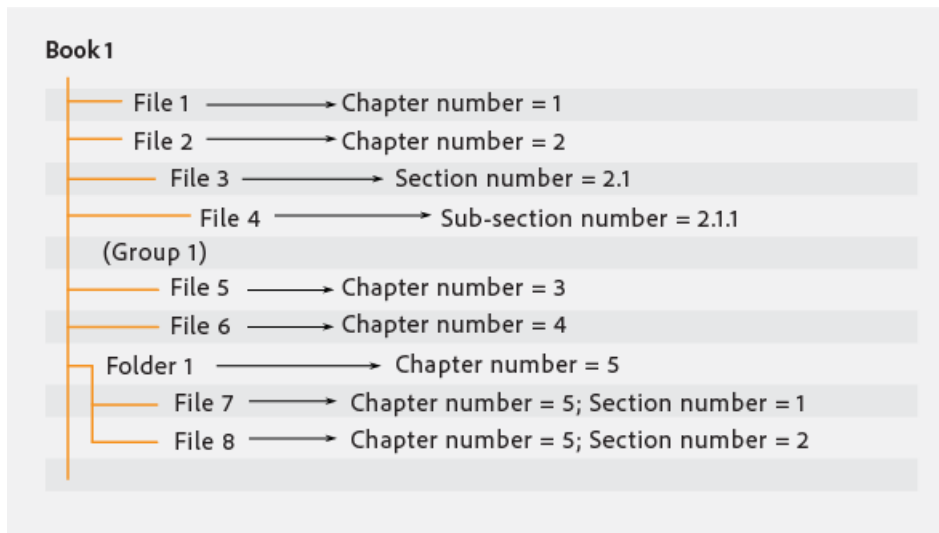 Book 1
File 1 Chapter number = 1
File 2 Chapter number = 2
File 3 Section number = 2.1
File 4 Sub-section number = 2.1.1
(Group 1)
File 5 Chapter number = 3
File 6 Chapter number = 4
Folder 1 Chapter number = 5
File 7 Chapter number = 5; Section number = 1
File 8 Chapter number = 5; Section number = 2